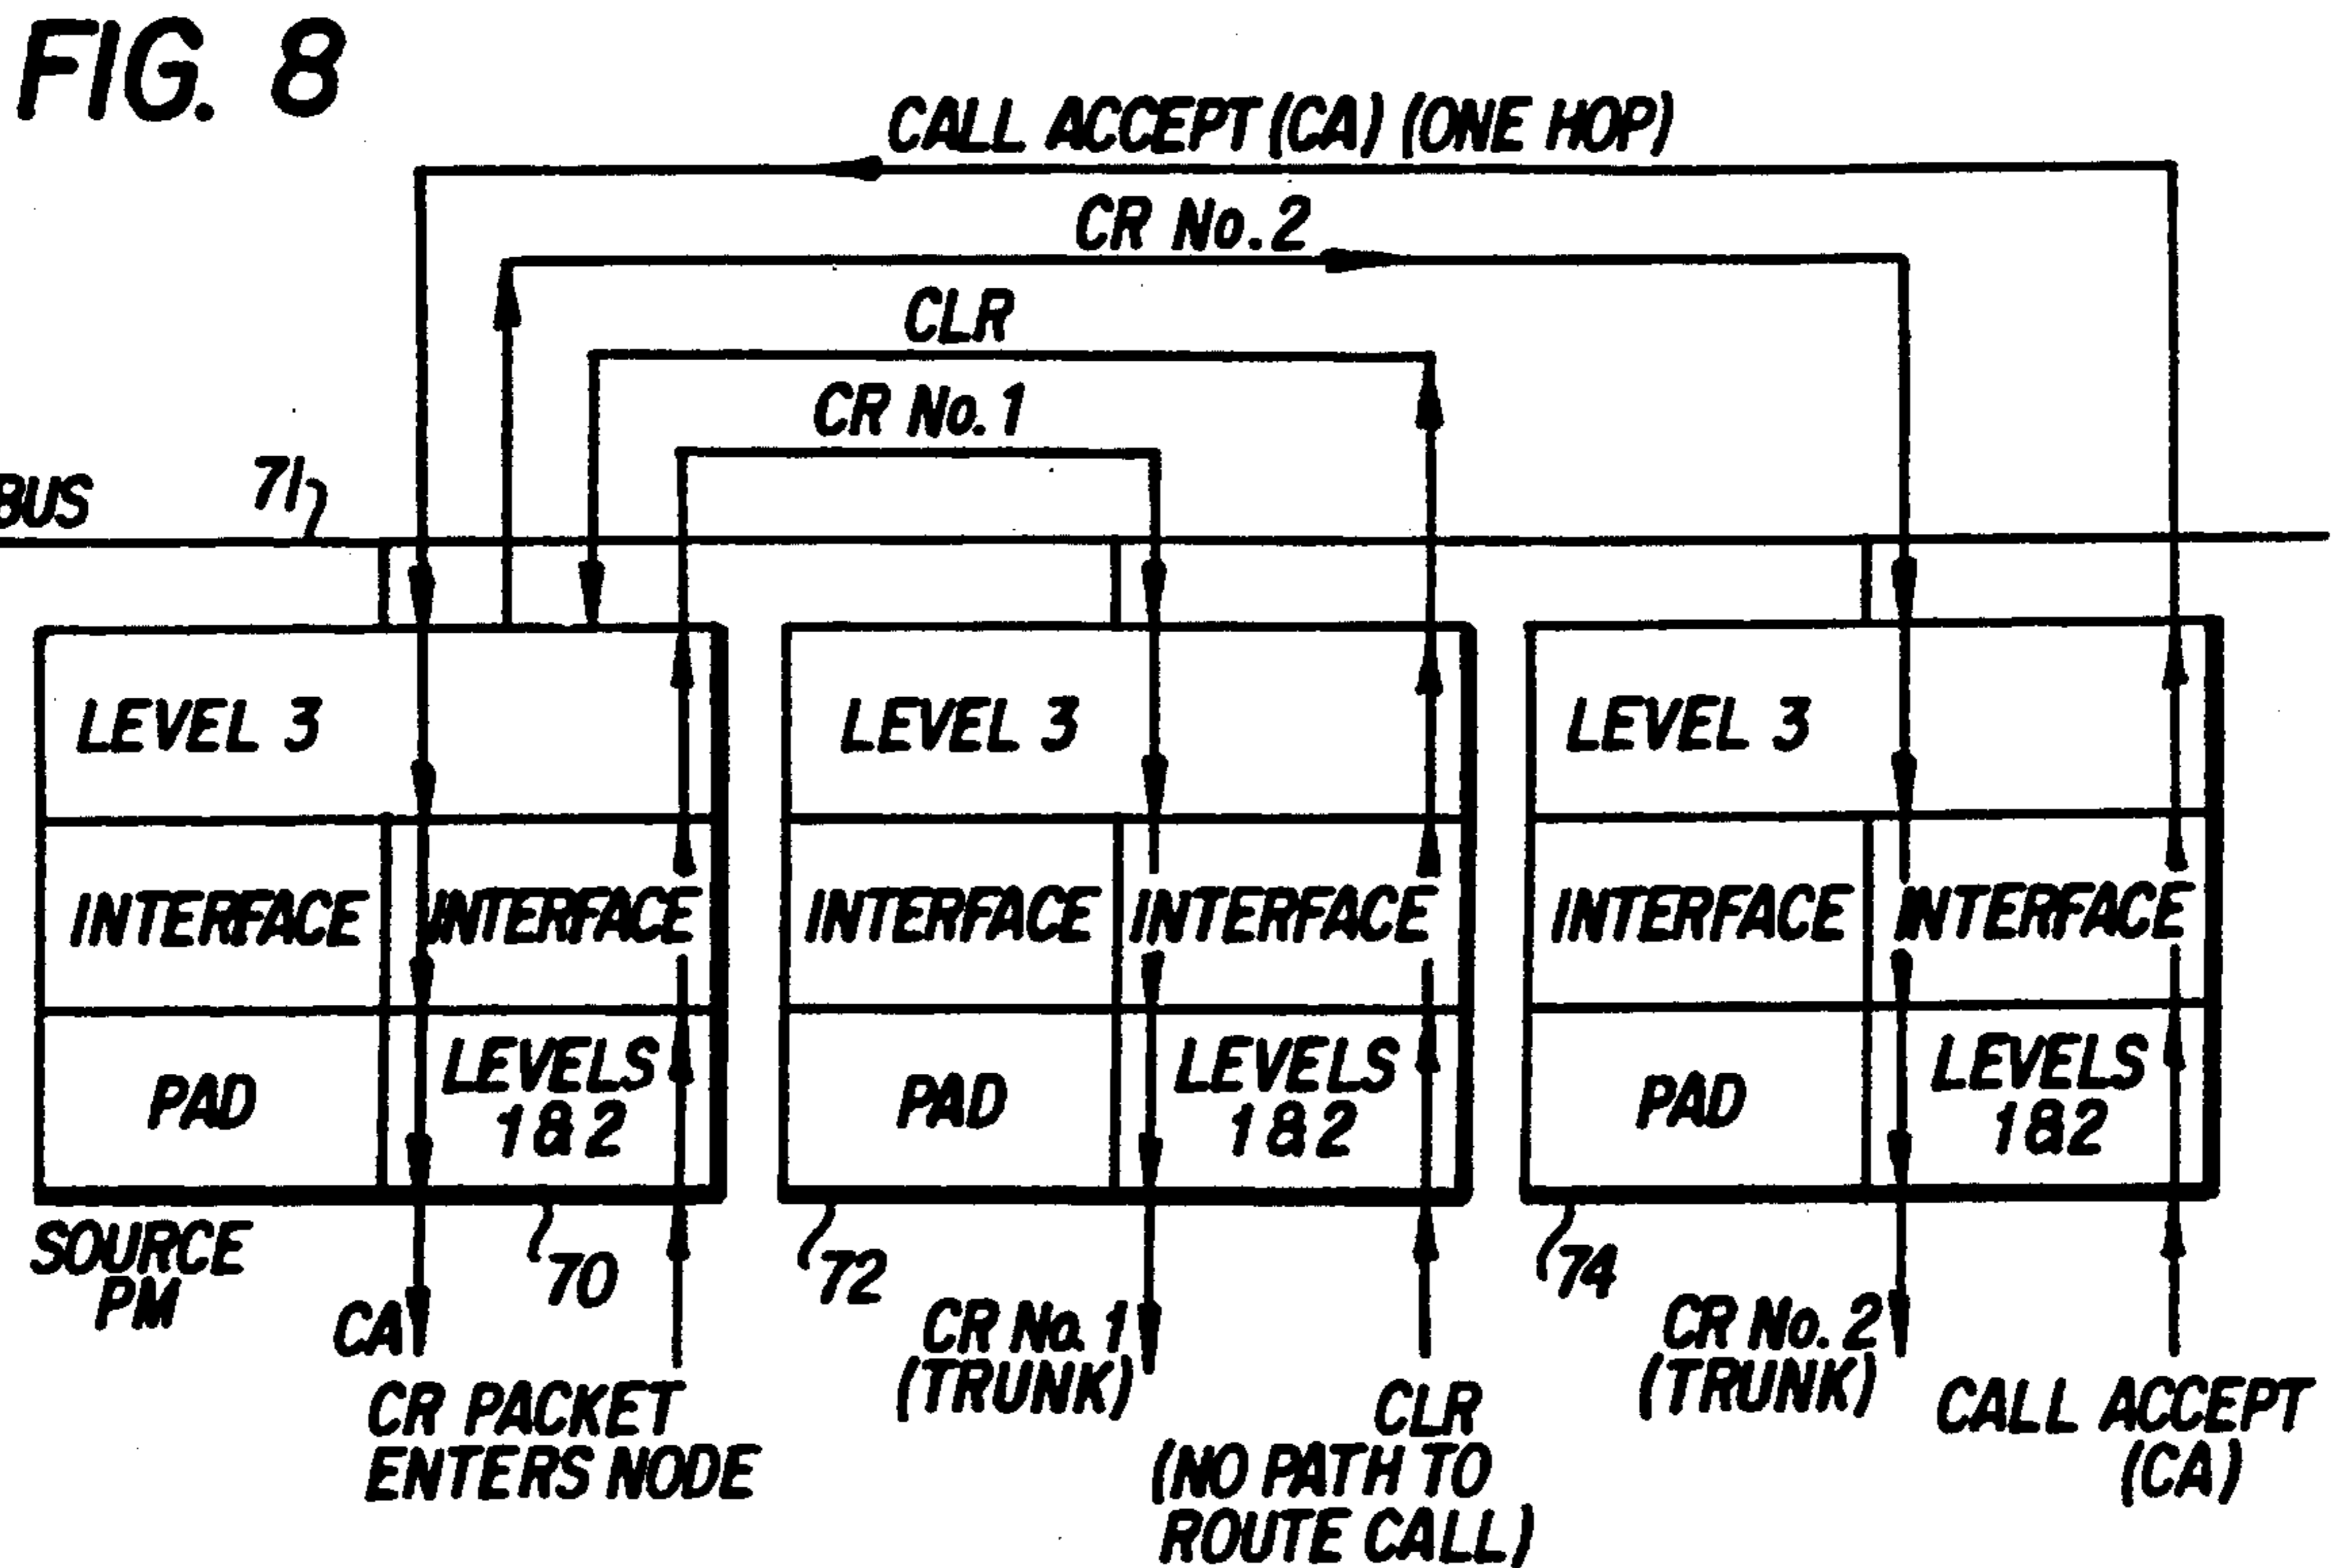 FIG. 8
CALL ACCEPT (CA) (ONE HOP)
CR No. 2
CLR
CR No. 1
BUS
71
LEVEL 3
LEVEL 3
LEVEL 3
INTERFACE
INTERFACE
INTERFACE
INTERFACE
INTERFACE
INTERFACE
PAD
LEVELS
1 & 2
PAD
LEVELS
1 & 2
PAD
LEVELS
1 & 2
SOURCE
PM
70
72
74
CA
CR PACKET
ENTERS NODE
CR No. 1
(TRUNK)
CLR
(NO PATH TO
ROUTE CALL)
CR No. 2
(TRUNK)
CALL ACCEPT
(CA)